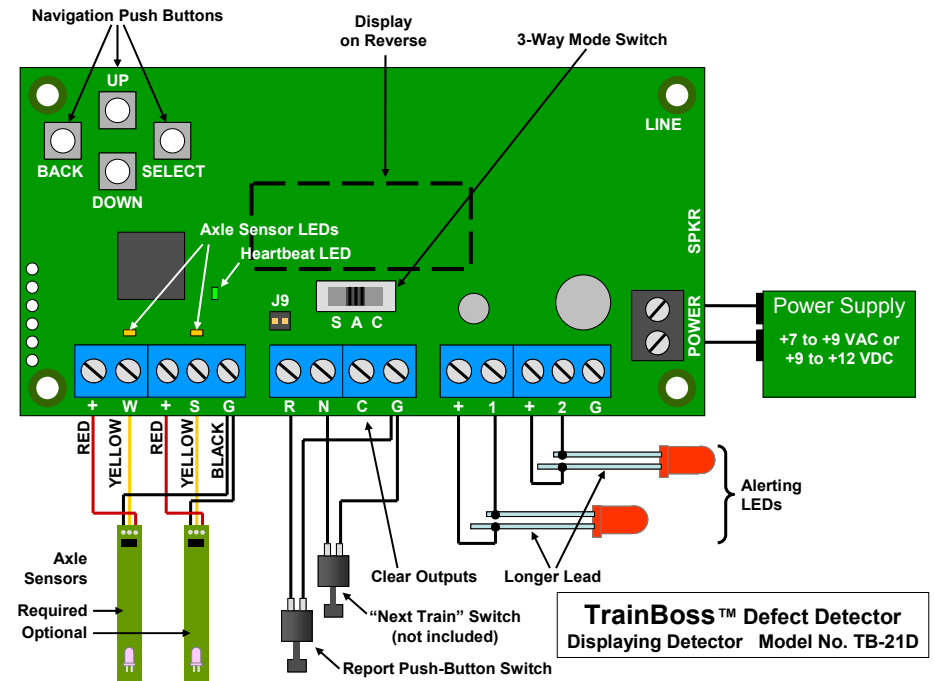 Navigation Push Buttons
Display
on Reverse
3-Way Mode Switch
UP
LINE
BACK
SELECT
DOWN
SPKR
Axle Sensor LEDs
Heartbeat LED
J9
S A C
POWER
Power Supply
+7 to +9 VAC or
+9 to +12 VDC
+ W + S G
R N C G
+ 1 + 2 G
RED
YELLOW
RED
YELLOW
BLACK
Alerting
LEDs
Axle
Sensors
Clear Outputs
Longer Lead
Required
Optional
“Next Train” Switch
(not included)
Report Push-Button Switch
TrainBoss™ Defect Detector
Displaying Detector Model No. TB-21D